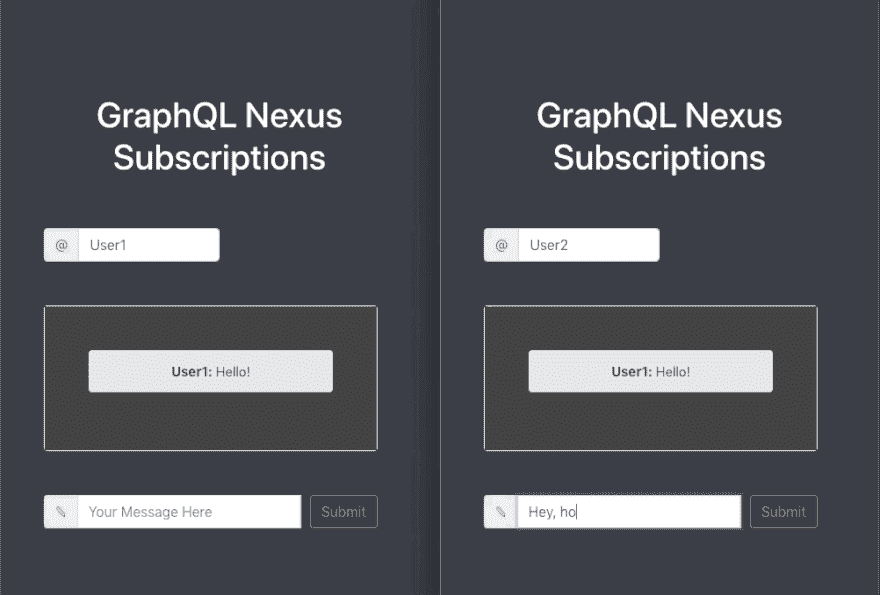 GraphQL Nexus
Subscriptions
@ User1
User1: Hello!
Your Message Here Submit
GraphQL Nexus
Subscriptions
@ User2
User1: Hello!
Hey, ho Submit